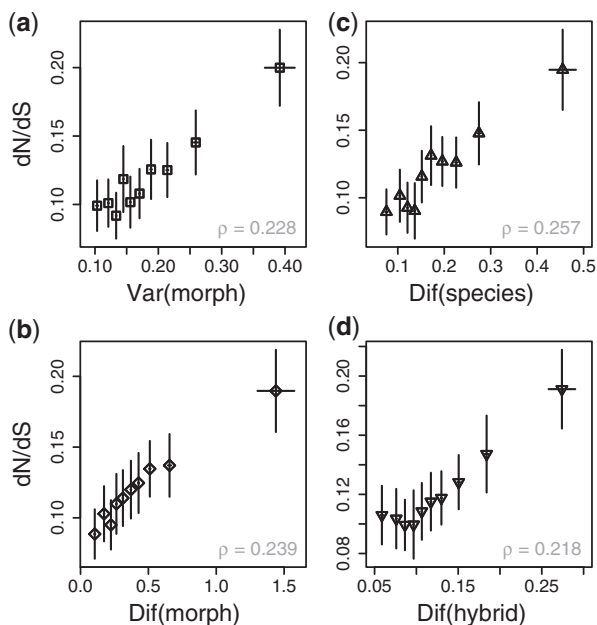 (a)
dN/dS
0.20
0.15
0.10
ρ = 0.228
0.10 0.20 0.30 0.40
Var(morph)
(c)
0.20
0.15
0.10
ρ = 0.257
0.1 0.2 0.3 0.4 0.5
Dif(species)
(b)
dN/dS
0.20
0.15
0.10
ρ = 0.239
0.0 0.5 1.0 1.5
Dif(morph)
(d)
0.20
0.16
0.12
0.08
ρ = 0.218
0.05 0.15 0.25
Dif(hybrid)